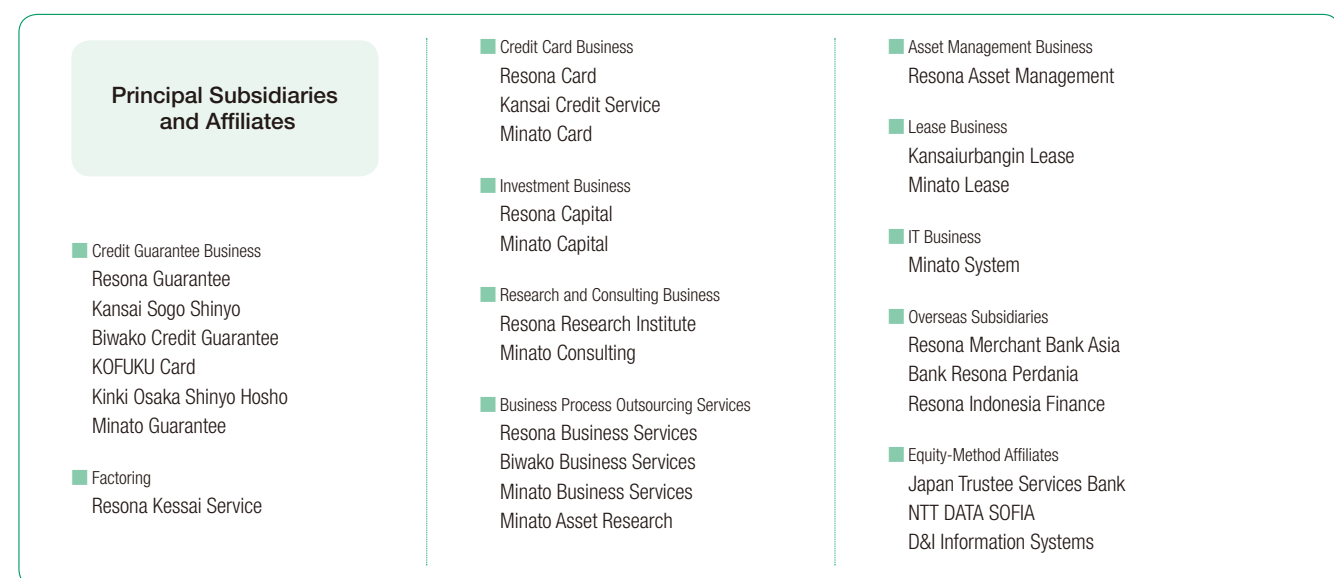 Principal Subsidiaries
and Affiliates
Credit Guarantee Business
Resona Guarantee
Kansai Sogo Shinyo
Biwako Credit Guarantee
KOFUKU Card
Kinki Osaka Shinyo Hosho
Minato Guarantee
Factoring
Resona Kessai Service
Credit Card Business
Resona Card
Kansai Credit Service
Minato Card
Investment Business
Resona Capital
Minato Capital
Research and Consulting Business
Resona Research Institute
Minato Consulting
Business Process Outsourcing Services
Resona Business Services
Biwako Business Services
Minato Business Services
Minato Asset Research
Asset Management Business
Resona Asset Management
Lease Business
Kansaiurbangin Lease
Minato Lease
IT Business
Minato System
Overseas Subsidiaries
Resona Merchant Bank Asia
Bank Resona Perdania
Resona Indonesia Finance
Equity-Method Affiliates
Japan Trustee Services Bank
NTT DATA SOFIA
D&I Information Systems